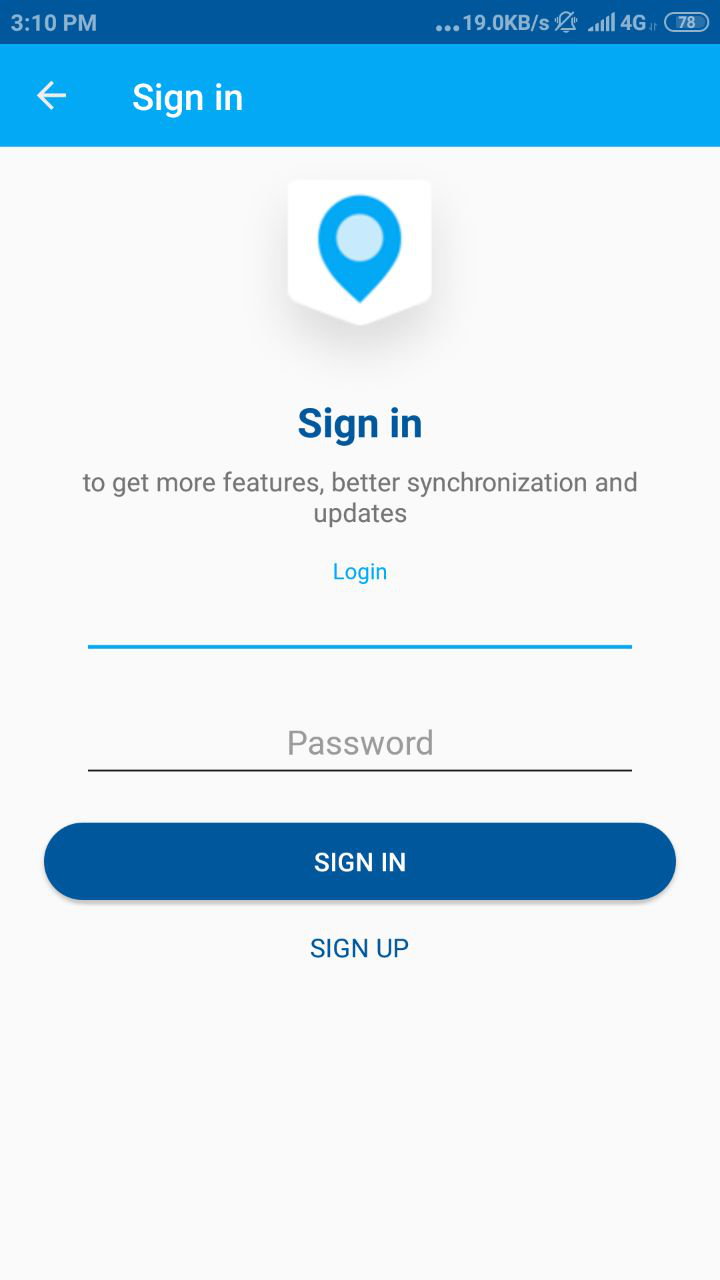 3:10 PM
...19.0KB/s 4G 78
Sign in
Sign in
to get more features, better synchronization and
updates
Login
Password
SIGN IN
SIGN UP